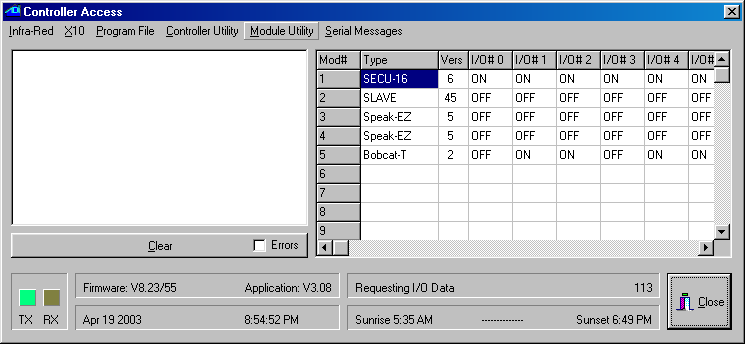 Controller Access
Infra-Red X10 Program File Controller Utility Module Utility Serial Messages
Mod# Type Vers I/O# 0 I/O# 1 I/O# 2 I/O# 3 I/O# 4 I/O#
1 SECU-16 6 ON ON ON ON ON ON
2 SLAVE 45 OFF OFF OFF OFF OFF OFF
3 Speak-EZ 5 OFF OFF OFF OFF OFF OFF
4 Speak-EZ 5 OFF OFF OFF OFF OFF OFF
5 Bobcat-T 2 OFF ON ON OFF ON ON
6
7
8
9
Clear Errors
Firmware: V8.23/55 Application: V3.08 Requesting I/O Data 113
TX RX Apr 19 2003 8:54:52 PM Sunrise 5:35 AM ------------- Sunset 6:49 PM
Close